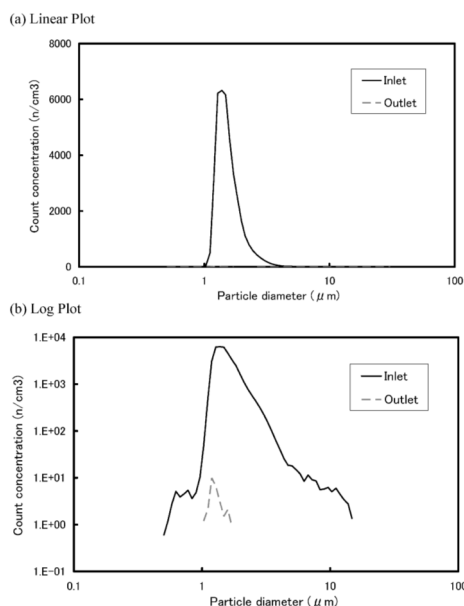 (a) Linear Plot
8000
6000
4000
2000
0
Count concentration (n/cm3)
Inlet
Outlet
0.1
1
10
100
Particle diameter (μm)
(b) Log Plot
1.E+04
1.E+03
1.E+02
1.E+01
1.E+00
1.E-01
Count concentration (n/cm3)
Inlet
Outlet
0.1
1
10
100
Particle diameter (μm)